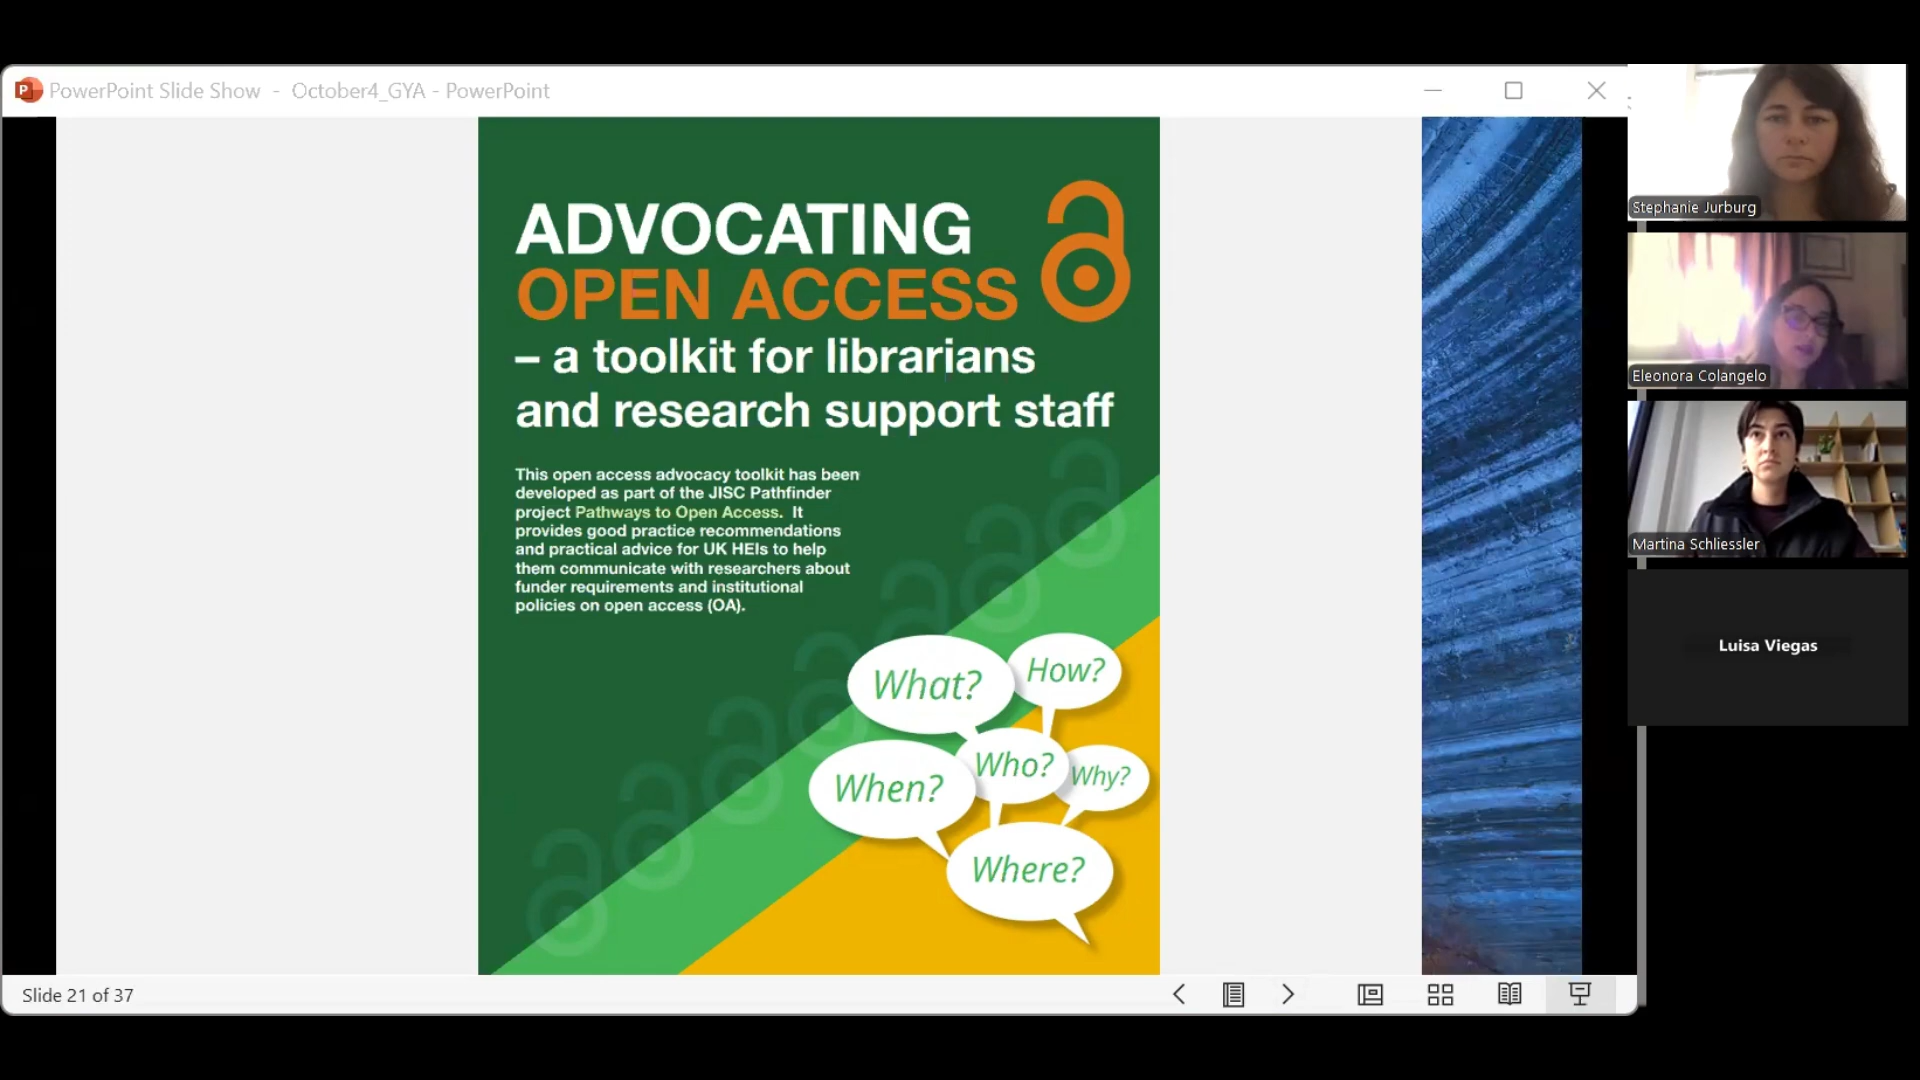 PowerPoint Slide Show - October4_GYA - PowerPoint
ADVOCATING
OPEN ACCESS
– a toolkit for librarians
and research support staff
This open access advocacy toolkit has been
developed as part of the JISC Pathfinder
project Pathways to Open Access. It
provides good practice recommendations
and practical advice for UK HEIs to help
them communicate with researchers about
funder requirements and institutional
policies on open access (OA).
What?
How?
Who?
Why?
When?
Where?
Slide 21 of 37
Stephanie Jurburg
Eleonora Colangelo
Martina Schliessler
Luisa Viegas